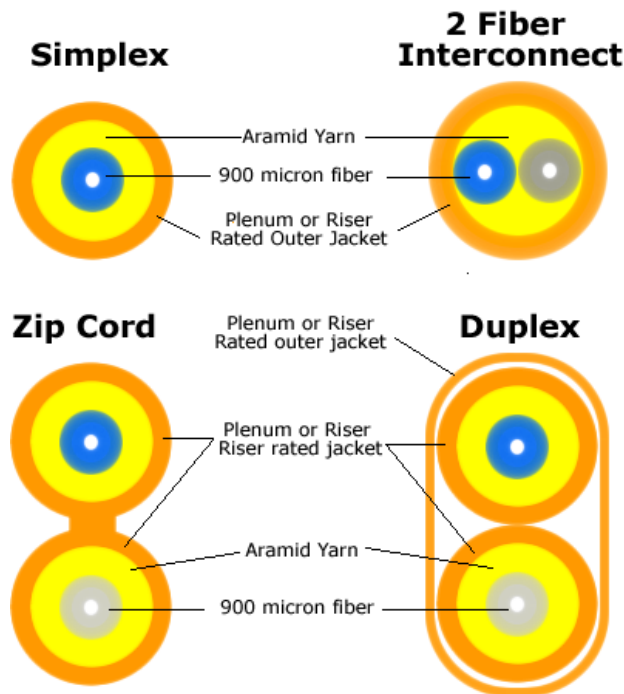 Simplex
2 Fiber
Interconnect
Aramid Yarn
900 micron fiber
Plenum or Riser
Rated Outer Jacket
Zip Cord
Duplex
Plenum or Riser
Rated outer jacket
Plenum or Riser
Riser rated jacket
Aramid Yarn
900 micron fiber